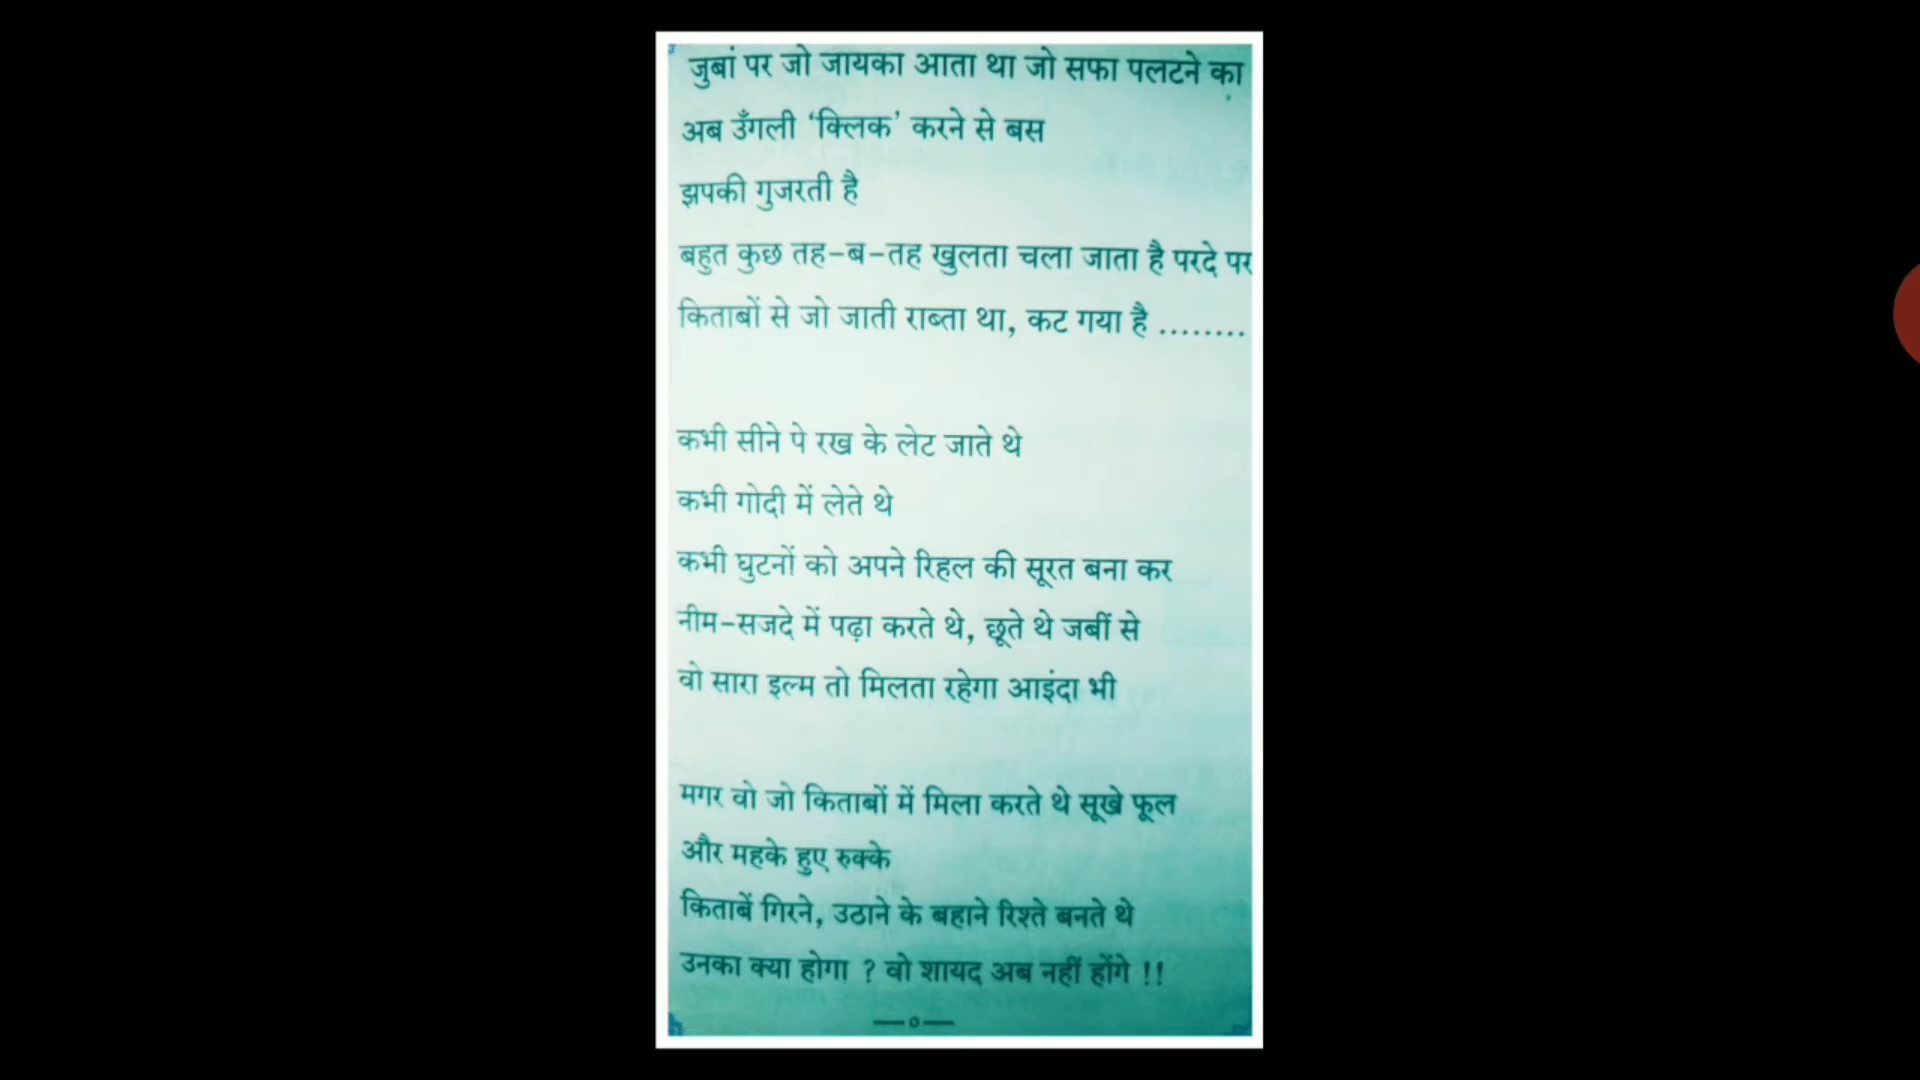 जुबां पर जो जायका आता था जो सफा पलटने का
अब उँगली ‘क्लिक’ करने से बस
झपकी गुजरती है
बहुत कुछ तह-ब-तह खुलता चला जाता है परदे पर
किताबों से जो जाती राब्ता था, कट गया है ........
कभी सीने पे रख के लेट जाते थे
कभी गोदी में लेते थे
कभी घुटनों को अपने रिहल की सूरत बना कर
नीम-सजदे में पढ़ा करते थे, छूते थे जबीं से
वो सारा इल्म तो मिलता रहेगा आइंदा भी
मगर वो जो किताबों में मिला करते थे सूखे फूल
और महके हुए रुक्के
किताबें गिरने, उठाने के बहाने रिश्ते बनते थे
उनका क्या होगा ? वो शायद अब नहीं होंगे !!
—०—